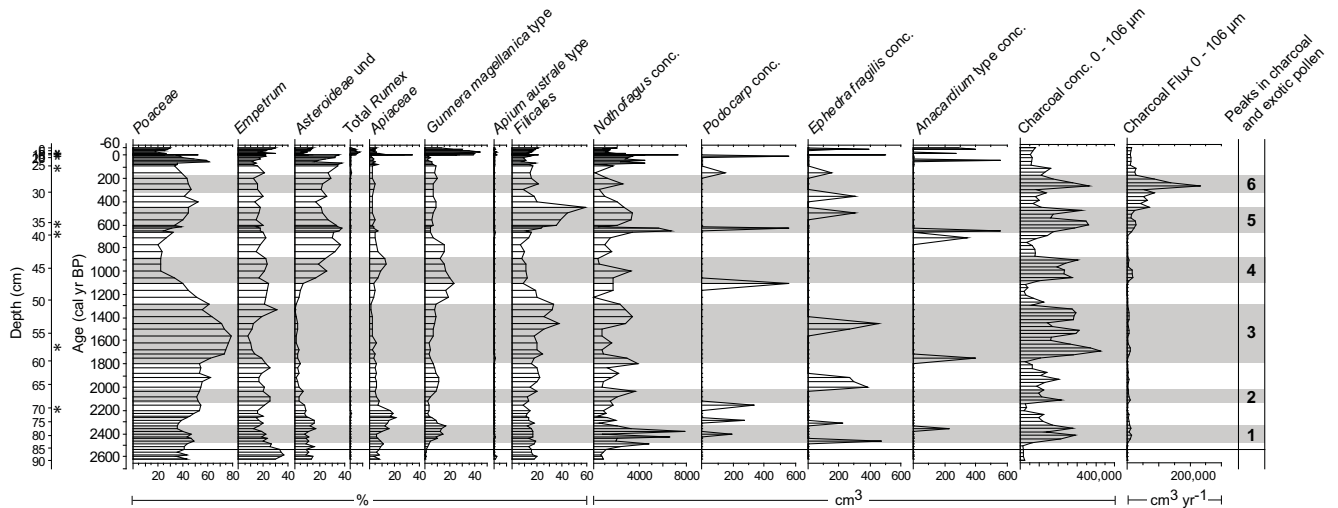 Poaceae
Empetrum
Asteroideae und
Total Rumex
Apiaceae
Gunnera magellanica type
Apium australe type
Filicales
Nothofagus conc.
Podocarp conc.
Ephedra fragilis conc.
Anacardium type conc.
Charcoal conc. 0 - 106 µm
Charcoal Flux 0 - 106 µm
Peaks in charcoal
and exotic pollen
Depth (cm)
25
30
35
40
45
50
55
60
65
70
75
80
85
90
*
*
*
*
*
Age (cal yr BP)
-60
0
200
400
600
800
1000
1200
1400
1600
1800
2000
2200
2400
2600
6
5
4
3
2
1
20 40 60 80
20 40
20 40
20 40
20 40 60
4000 8000
200 400 600
200 400 600
200 400 600
400,000
200,000
%
cm³
cm³ yr⁻¹